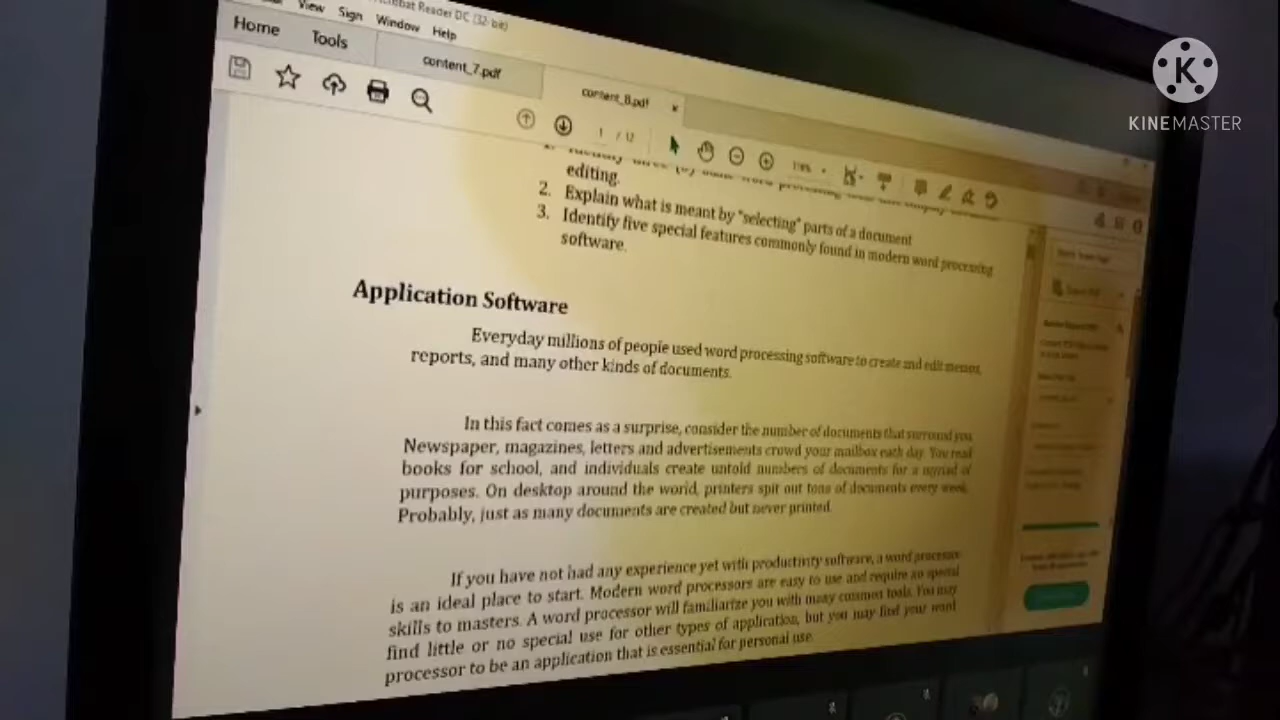 Acrobat Reader DC (32-bit)
View Sign Window Help
Home Tools content_7.pdf content_8.pdf ×
1 / 12
KINEMASTER
editing.
2. Explain what is meant by "selecting" parts of a document
3. Identify five special features commonly found in modern word processing
software.
Application Software
Everyday millions of people used word processing software to create and edit memos,
reports, and many other kinds of documents.
In this fact comes as a surprise, consider the number of documents that surround you.
Newspaper, magazines, letters and advertisements crowd your mailbox each day. You read
books for school, and individuals create untold numbers of documents for a myriad of
purposes. On desktop around the world, printers spit out tons of documents every week.
Probably, just as many documents are created but never printed.
If you have not had any experience yet with productivity software, a word processor
is an ideal place to start. Modern word processors are easy to use and require no special
skills to masters. A word processor will familiarize you with many common tools. You may
find little or no special use for other types of application, but you may find your word
processor to be an application that is essential for personal use.